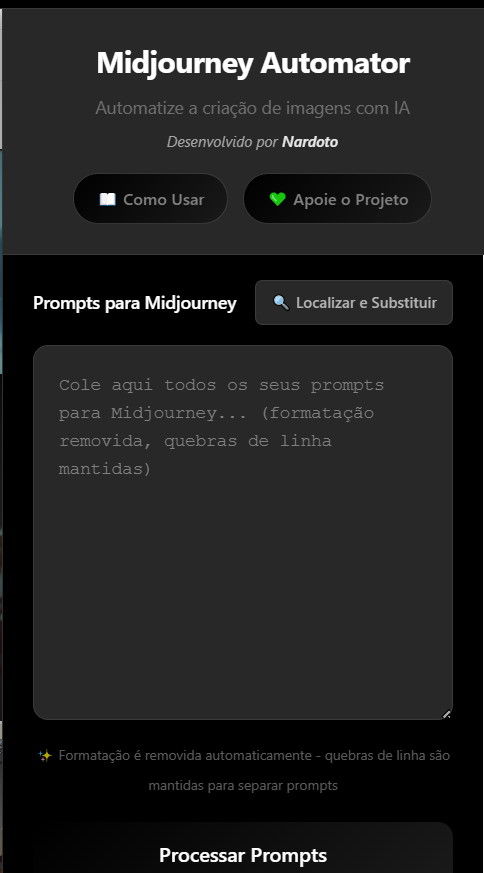 Midjourney Automator
Automatize a criação de imagens com IA
Desenvolvido por Nardoto
📖 Como Usar
💚 Apoie o Projeto
Prompts para Midjourney
🔍 Localizar e Substituir
Cole aqui todos os seus prompts
para Midjourney... (formatação
removida, quebras de linha
mantidas)
✨ Formatação é removida automaticamente - quebras de linha são
mantidas para separar prompts
Processar Prompts